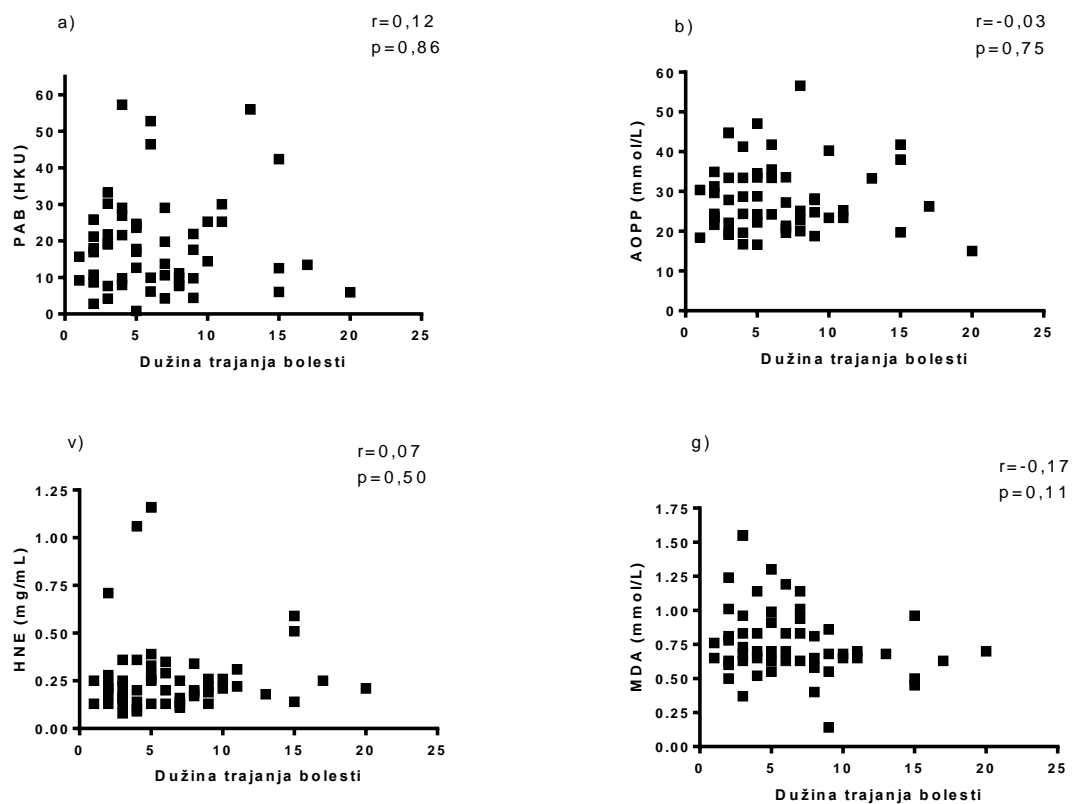 a)
r=0,12
p=0,86
PAB (HKU)
60
50
40
30
20
10
0
0 5 10 15 20 25
Dužina trajanja bolesti
b)
r=-0,03
p=0,75
AOPP (mmol/L)
60
50
40
30
20
10
0
0 5 10 15 20 25
Dužina trajanja bolesti
v)
r=0,07
p=0,50
HNE (mg/mL)
1.25
1.00
0.75
0.50
0.25
0.00
0 5 10 15 20 25
Dužina trajanja bolesti
g)
r=-0,17
p=0,11
MDA (mmol/L)
1.75
1.50
1.25
1.00
0.75
0.50
0.25
0.00
0 5 10 15 20 25
Dužina trajanja bolesti